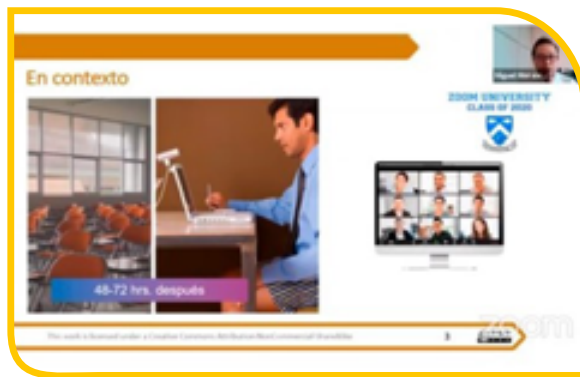 En contexto
ZOOM UNIVERSITY
CLASS OF 2020
48-72 hrs. después
This work is licensed under a Creative Commons Attribution-NonCommercial-ShareAlike
3
zoom